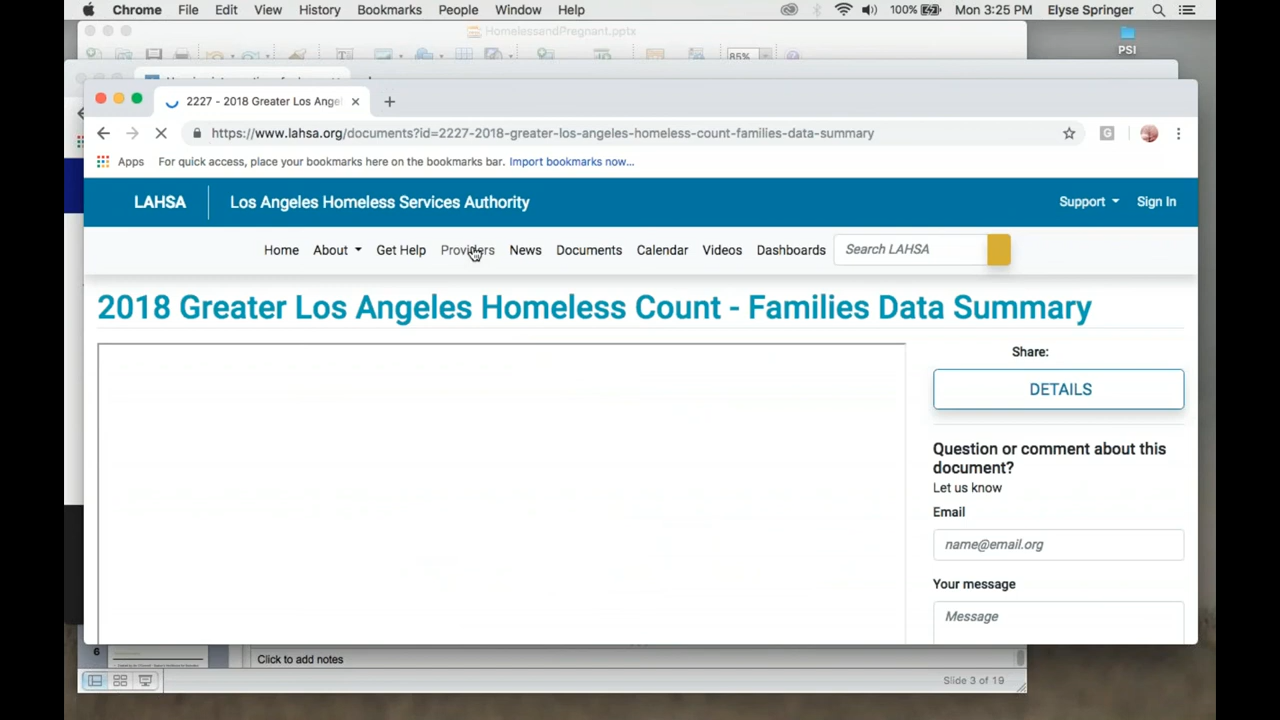 Chrome File Edit View History Bookmarks People Window Help 100% Mon 3:25 PM Elyse Springer
HomelessandPregnant.pptx
85%
PSI
2227 - 2018 Greater Los Angel
https://www.lahsa.org/documents?id=2227-2018-greater-los-angeles-homeless-count-families-data-summary
Apps For quick access, place your bookmarks here on the bookmarks bar. Import bookmarks now...
LAHSA Los Angeles Homeless Services Authority Support Sign In
Home About Get Help Providers News Documents Calendar Videos Dashboards Search LAHSA
2018 Greater Los Angeles Homeless Count - Families Data Summary
Share:
DETAILS
Question or comment about this
document?
Let us know
Email
name@email.org
Your message
Message
6
Click to add notes
Slide 3 of 19